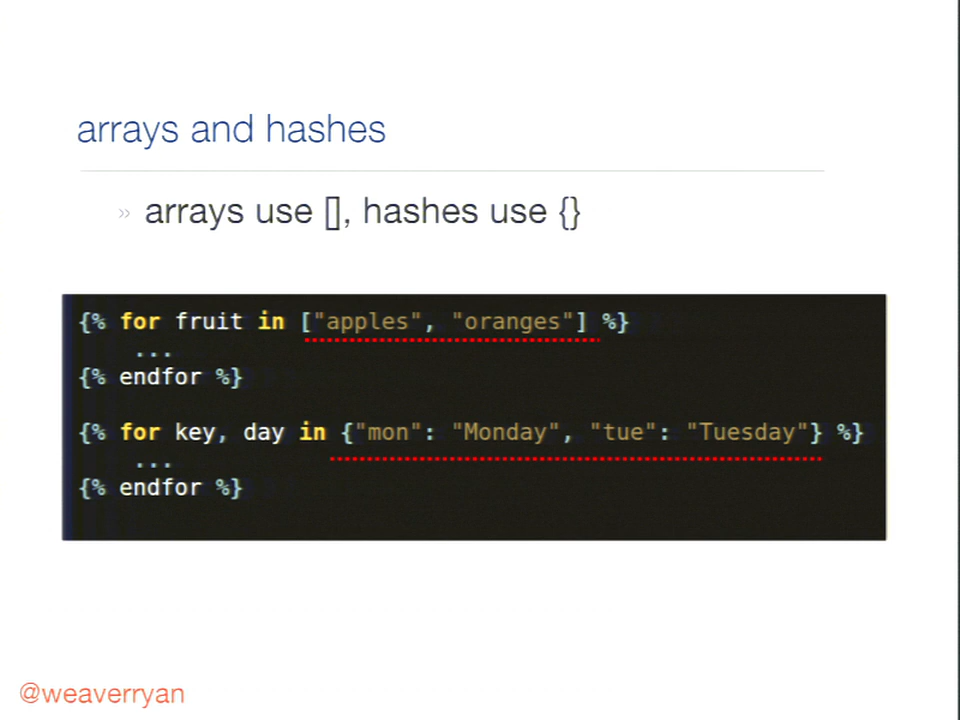 arrays and hashes
» arrays use [], hashes use {}
{% for fruit in ["apples", "oranges"] %}
...
{% endfor %}
{% for key, day in {"mon": "Monday", "tue": "Tuesday"} %}
...
{% endfor %}
@weaverryan